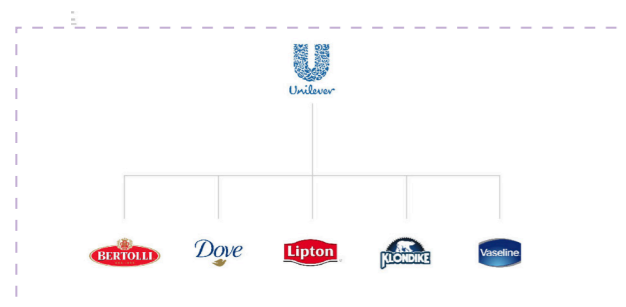 Unilever
BERTOLLI
Dove
Lipton
KLONDIKE
Vaseline